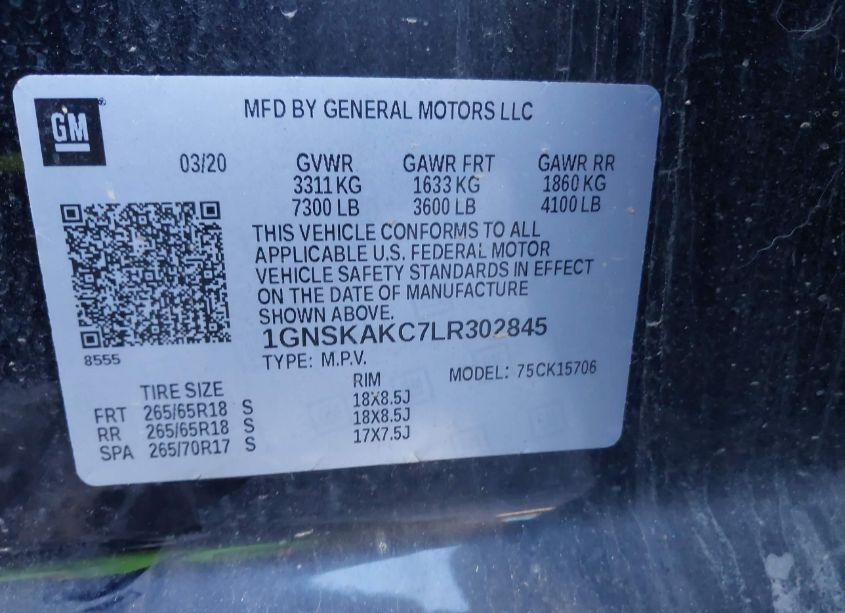 GM ®
MFD BY GENERAL MOTORS LLC
03/20 GVWR GAWR FRT GAWR RR
3311 KG 1633 KG 1860 KG
7300 LB 3600 LB 4100 LB
THIS VEHICLE CONFORMS TO ALL
APPLICABLE U.S. FEDERAL MOTOR
VEHICLE SAFETY STANDARDS IN EFFECT
ON THE DATE OF MANUFACTURE
SHOWN ABOVE.
1GNSKAKC7LR302845
8555
TYPE: M.P.V.
MODEL: 75CK15706
TIRE SIZE RIM
FRT 265/65R18 S 18X8.5J
RR 265/65R18 S 18X8.5J
SPA 265/70R17 S 17X7.5J